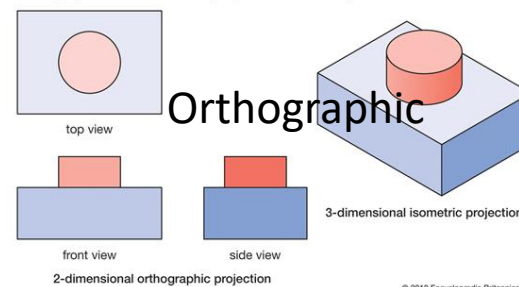 top view
Orthographic
front view
side view
3-dimensional isometric projection
2-dimensional orthographic projection